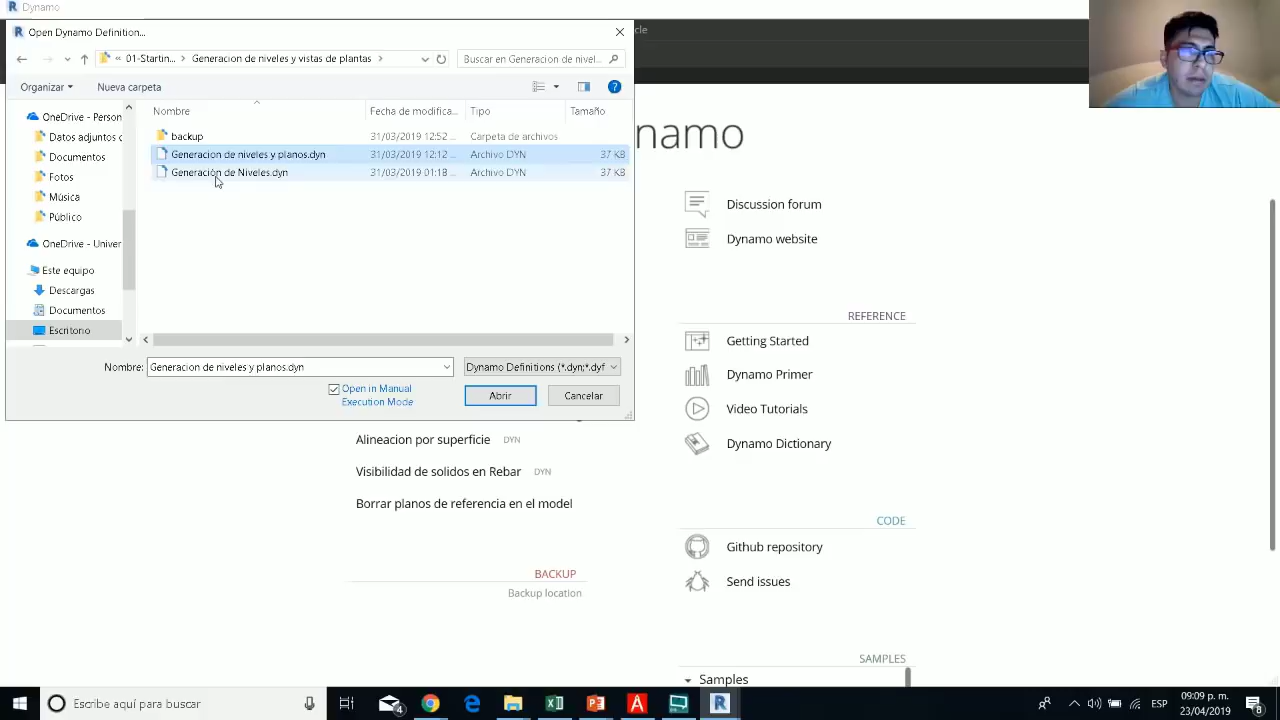 Dynamo
Open Dynamo Definition...
cle
« 01-Startin... > Generacion de niveles y vistas de plantas >
Buscar en Generacion de nivel...
Organizar
Nueva carpeta
?
Nombre
Fecha de modifica...
Tipo
Tamaño
OneDrive - Person
Datos adjuntos d
Documentos
Fotos
Música
Público
OneDrive - Univer
Este equipo
Descargas
Documentos
Escritorio
backup
31/03/2019 12:52 ...
Carpeta de archivos
Generacion de niveles y planos.dyn
31/03/2019 12:12 ...
Archivo DYN
37 KB
Generacion de Niveles.dyn
31/03/2019 01:18 ...
Archivo DYN
37 KB
Nombre:
Generacion de niveles y planos.dyn
Dynamo Definitions (*.dyn;*.dyf
Open in Manual
Execution Mode
Abrir
Cancelar
namo
Discussion forum
Dynamo website
REFERENCE
Getting Started
Dynamo Primer
Video Tutorials
Dynamo Dictionary
Alineacion por superficie DYN
Visibilidad de solidos en Rebar DYN
Borrar planos de referencia en el model
CODE
Github repository
Send issues
BACKUP
Backup location
SAMPLES
Samples
Escribe aquí para buscar
4
ESP
09:09 p. m.
23/04/2019
8